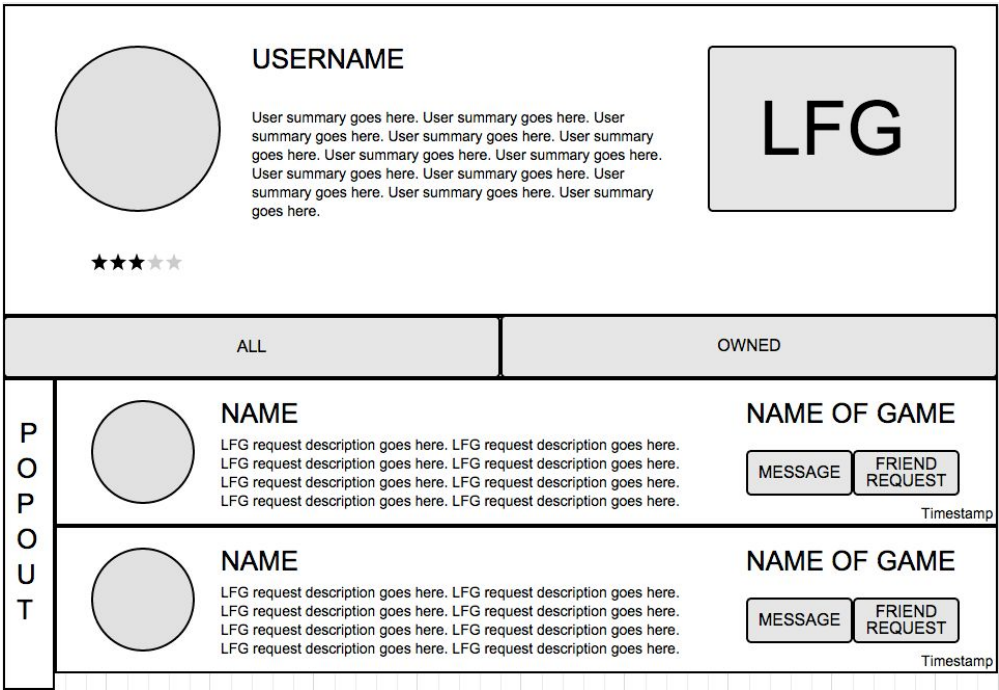 USERNAME
User summary goes here. User summary goes here. User
summary goes here. User summary goes here. User summary
goes here. User summary goes here. User summary goes here.
User summary goes here. User summary goes here. User
summary goes here. User summary goes here. User summary
goes here.
LFG
ALL
OWNED
P
O
P
O
U
T
NAME
LFG request description goes here. LFG request description goes here.
LFG request description goes here. LFG request description goes here.
LFG request description goes here. LFG request description goes here.
LFG request description goes here. LFG request description goes here.
NAME OF GAME
MESSAGE
FRIEND
REQUEST
Timestamp
NAME
LFG request description goes here. LFG request description goes here.
LFG request description goes here. LFG request description goes here.
LFG request description goes here. LFG request description goes here.
LFG request description goes here. LFG request description goes here.
NAME OF GAME
MESSAGE
FRIEND
REQUEST
Timestamp